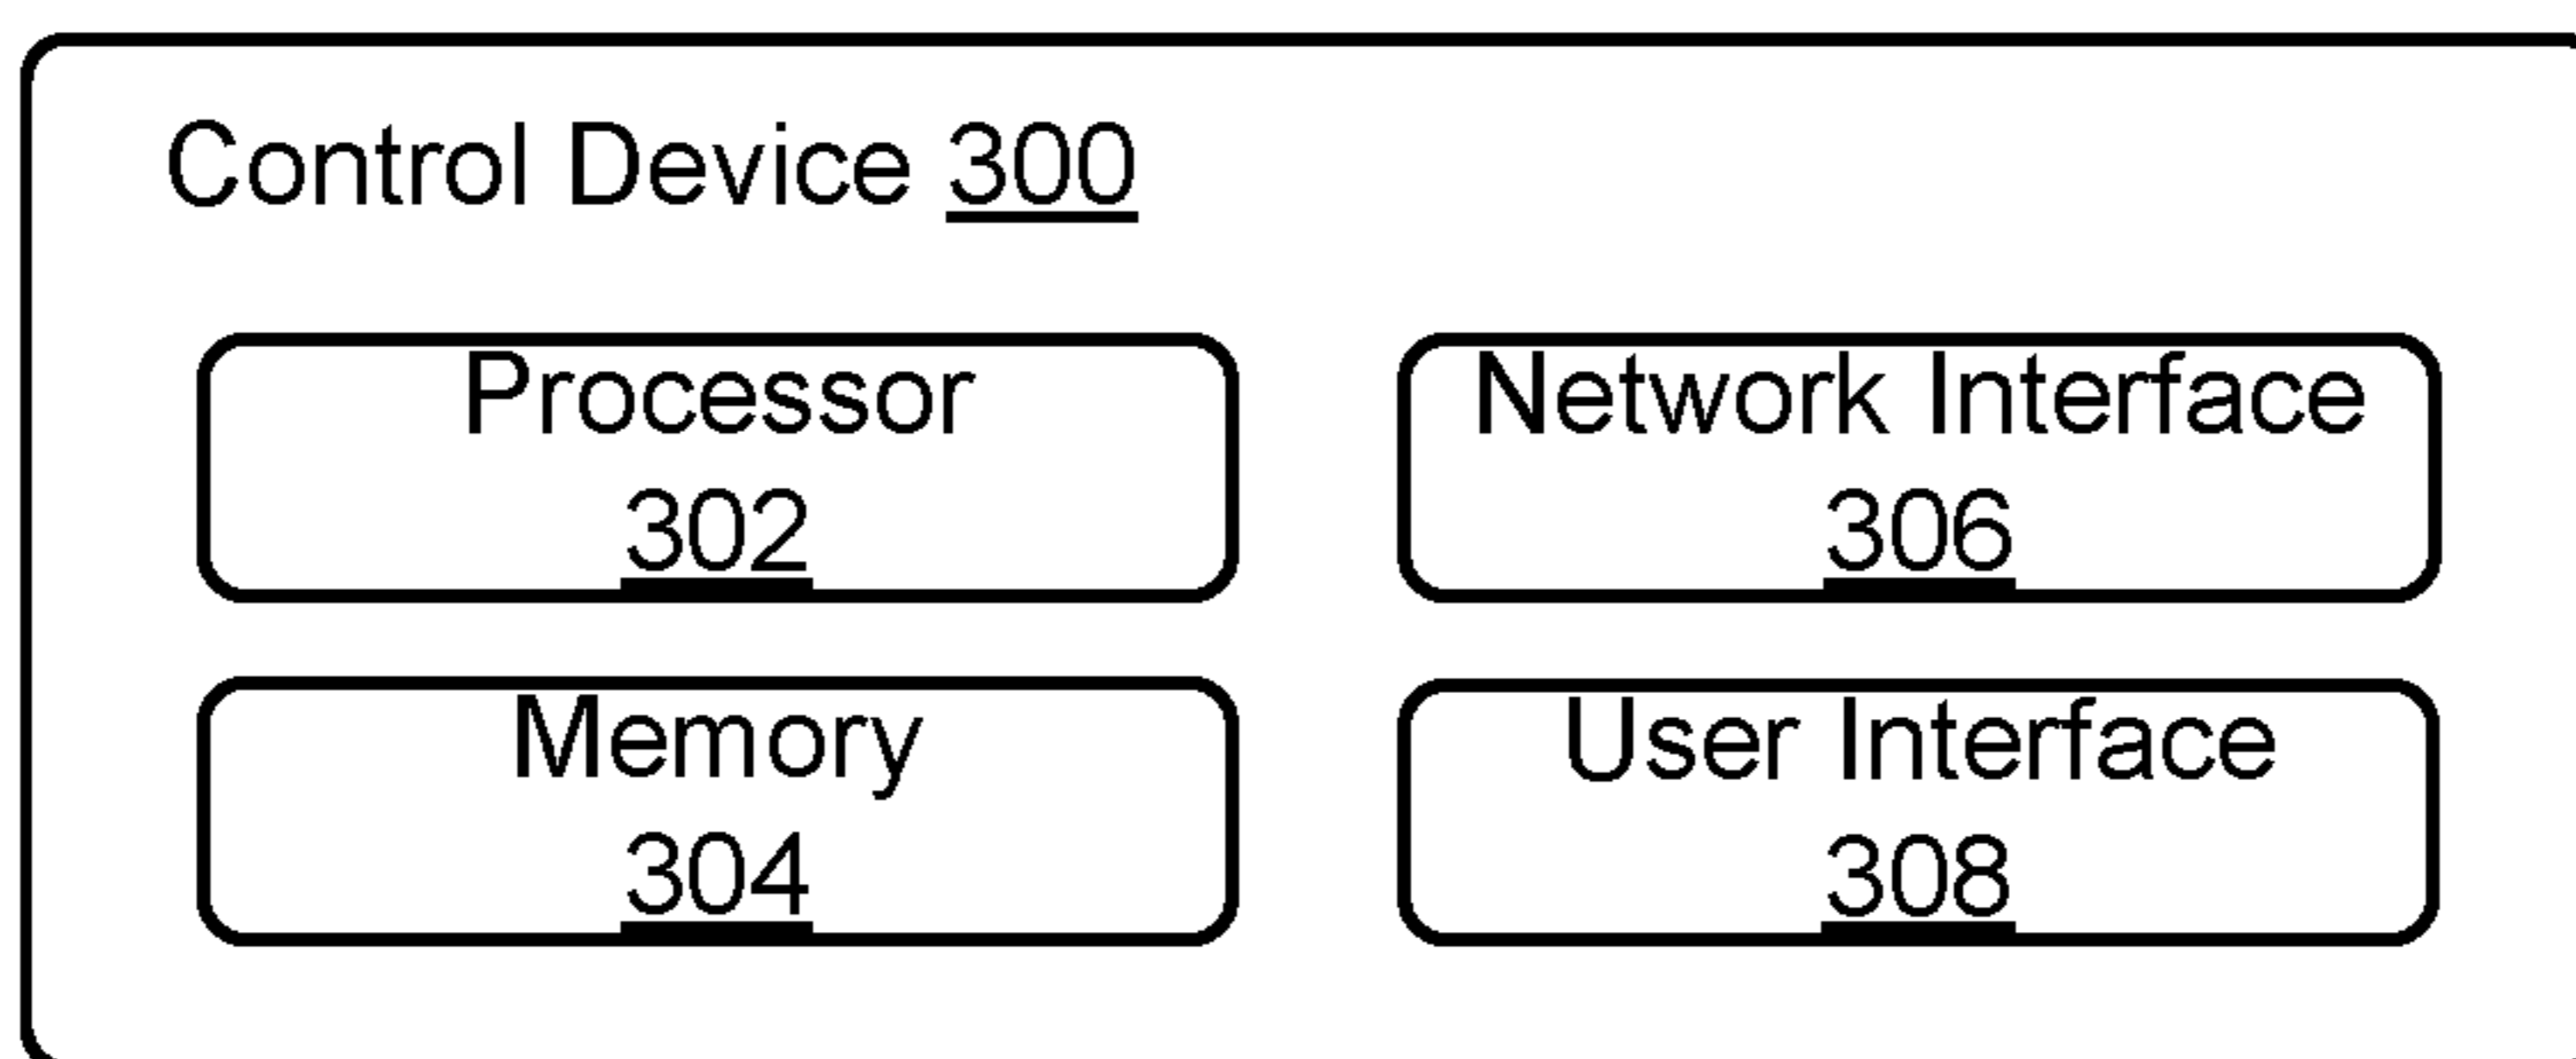 Control Device 300
Processor
302
Network Interface
306
Memory
304
User Interface
308